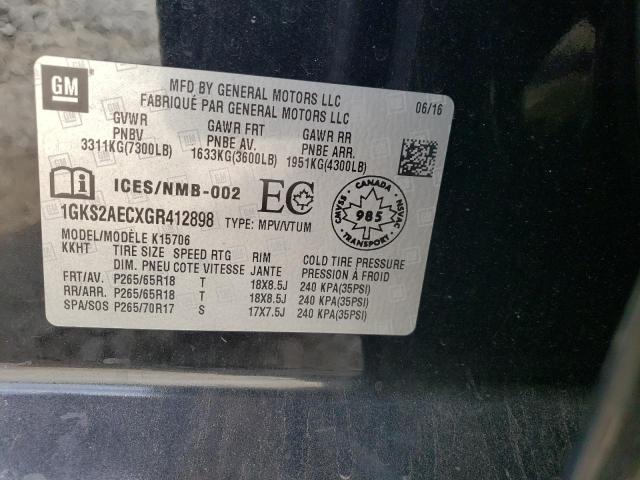 GM
MFD BY GENERAL MOTORS LLC
FABRIQUÉ PAR GENERAL MOTORS LLC
06/16
GVWR GAWR FRT GAWR RR
PNBV PNBE AV. PNBE ARR.
3311KG(7300LB) 1633KG(3600LB) 1951KG(4300LB)
ICES/NMB-002 EC
1GKS2AECXGR412898 TYPE: MPV/VTUM
CANADA
CMVSS 985 NSVAC
TRANSPORT
MODEL/MODÈLE K15706
KKHT TIRE SIZE SPEED RTG RIM COLD TIRE PRESSURE
DIM. PNEU COTE VITESSE JANTE PRESSION À FROID
FRT/AV. P265/65R18 T 18X8.5J 240 KPA(35PSI)
RR/ARR. P265/65R18 T 18X8.5J 240 KPA(35PSI)
SPA/SOS P265/70R17 S 17X7.5J 240 KPA(35PSI)